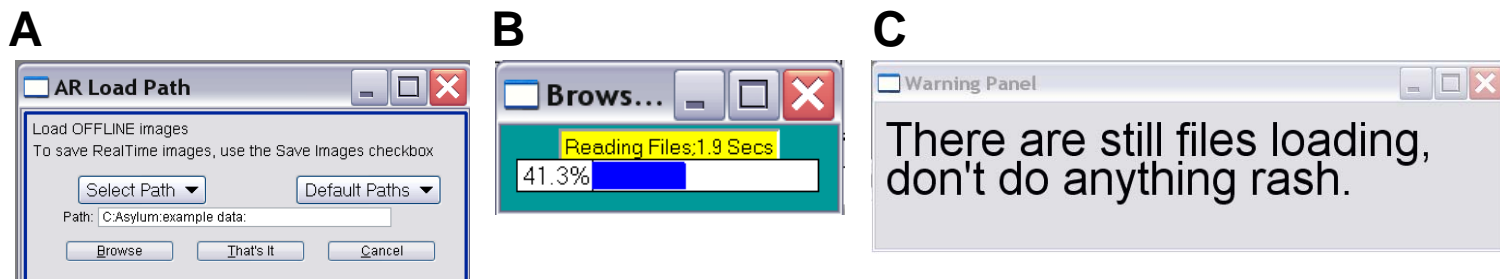 A
B
C
AR Load Path
Load OFFLINE images
To save RealTime images, use the Save Images checkbox
Select Path
Default Paths
Path: C:Asylum:example data:
Browse
That's It
Cancel
Brows...
Reading Files;1.9 Secs
41.3%
Warning Panel
There are still files loading,
don't do anything rash.